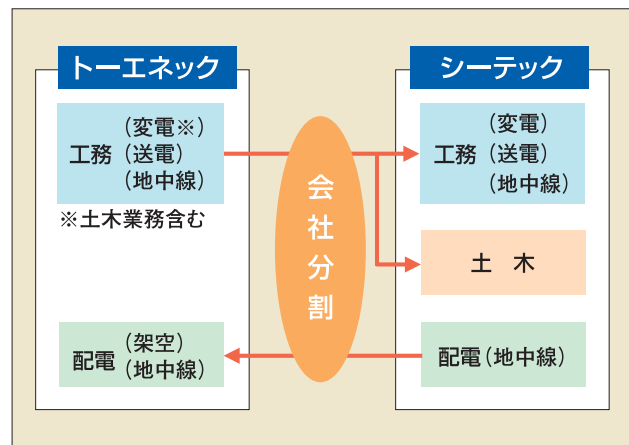 トーエネック
工務
(変電※)
(送電)
(地中線)
※土木業務含む
配電
(架空)
(地中線)
会社分割
シーテック
工務
(変電)
(送電)
(地中線)
土 木
配電(地中線)